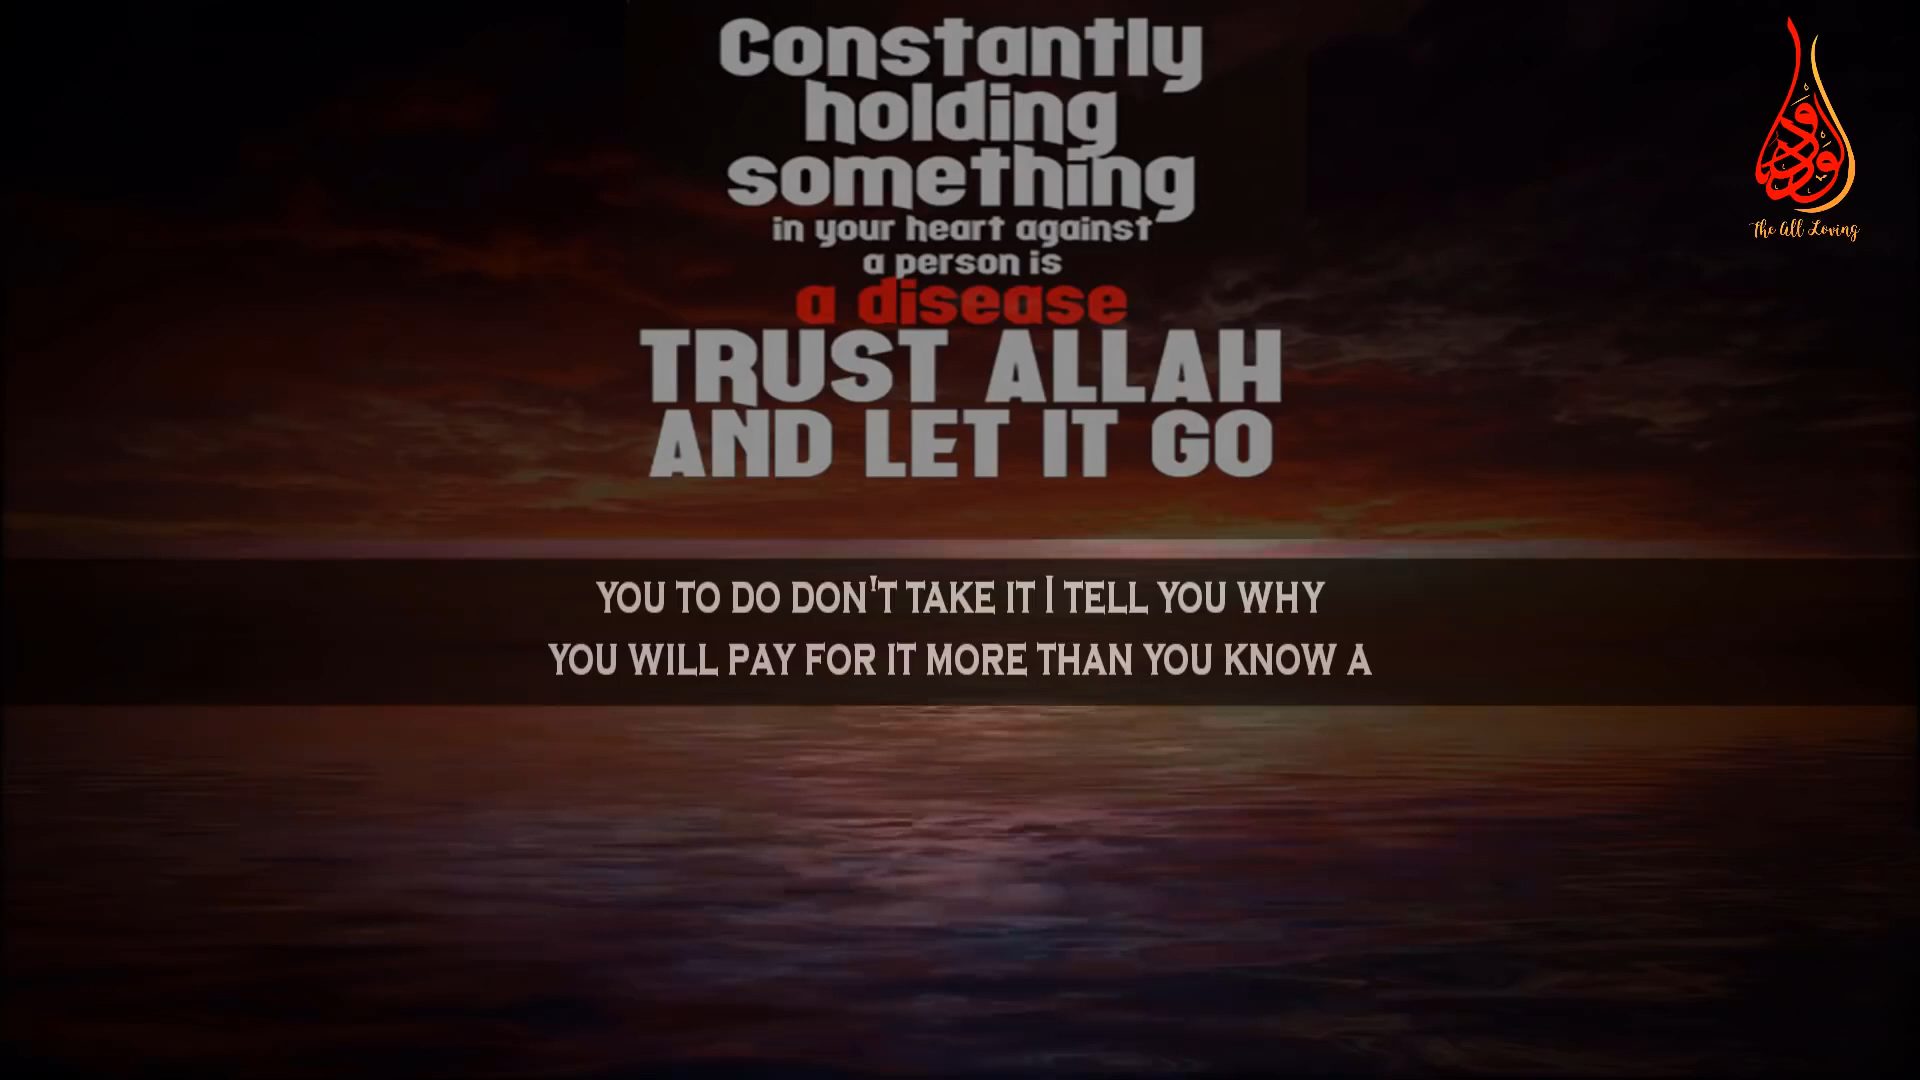 Constantly
holding
something
in your heart against
a person is
a disease
TRUST ALLAH
AND LET IT GO
The All Loving
YOU TO DO DON'T TAKE IT I TELL YOU WHY
YOU WILL PAY FOR IT MORE THAN YOU KNOW A